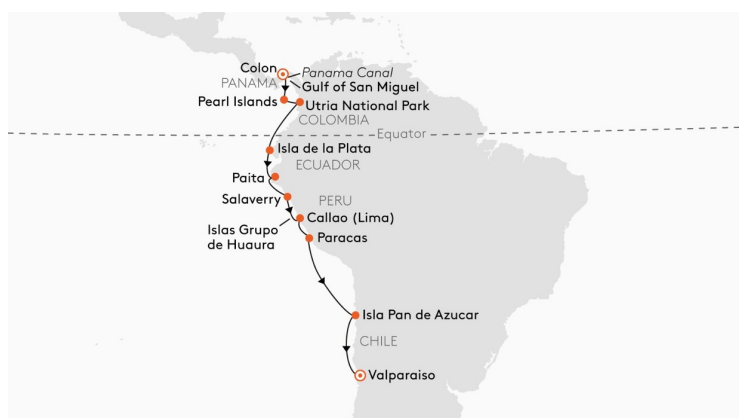 Colon
Panama Canal
PANAMA
Gulf of San Miguel
Pearl Islands
Utria National Park
COLOMBIA
Equator
Isla de la Plata
ECUADOR
Paita
Salaverry
PERU
Callao (Lima)
Islas Grupo
de Huaura
Paracas
Isla Pan de Azucar
CHILE
Valparaiso